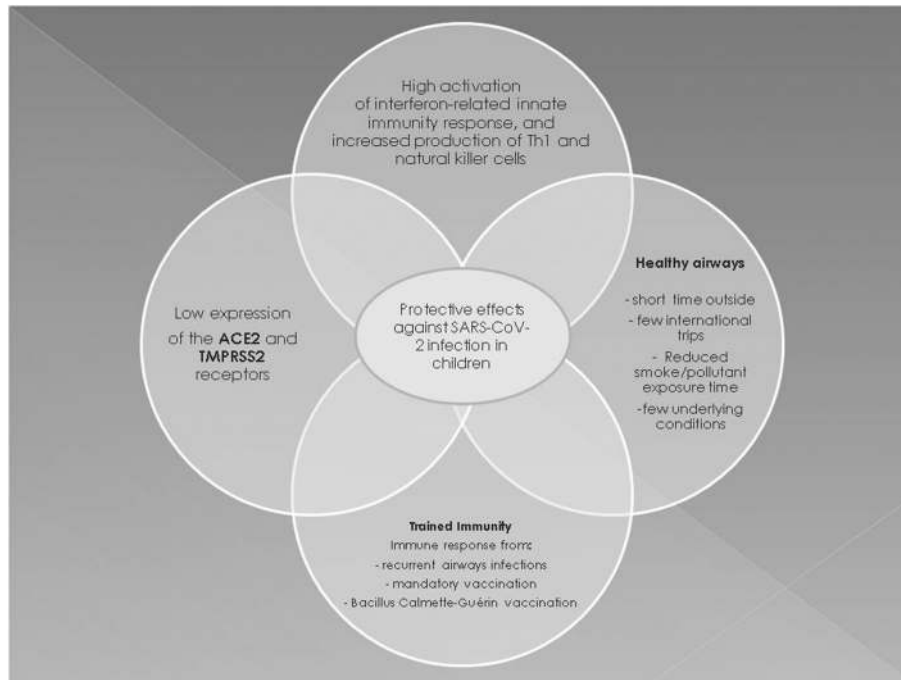 High activation
of interferon-related innate
immunity response, and
increased production of Th1 and
natural killer cells
Low expression
of the ACE2 and
TMPRSS2
receptors
Protective effects
against SARS-CoV-
2 infection in
children
Healthy airways
-short time outside
-few international
trips
- Reduced
smoke/pollutant
exposure time
-few underlying
conditions
Trained Immunity
Immune response from:
- recurrent airways infections
- mandatory vaccination
- Bacillus Calmette-Guérin vaccination